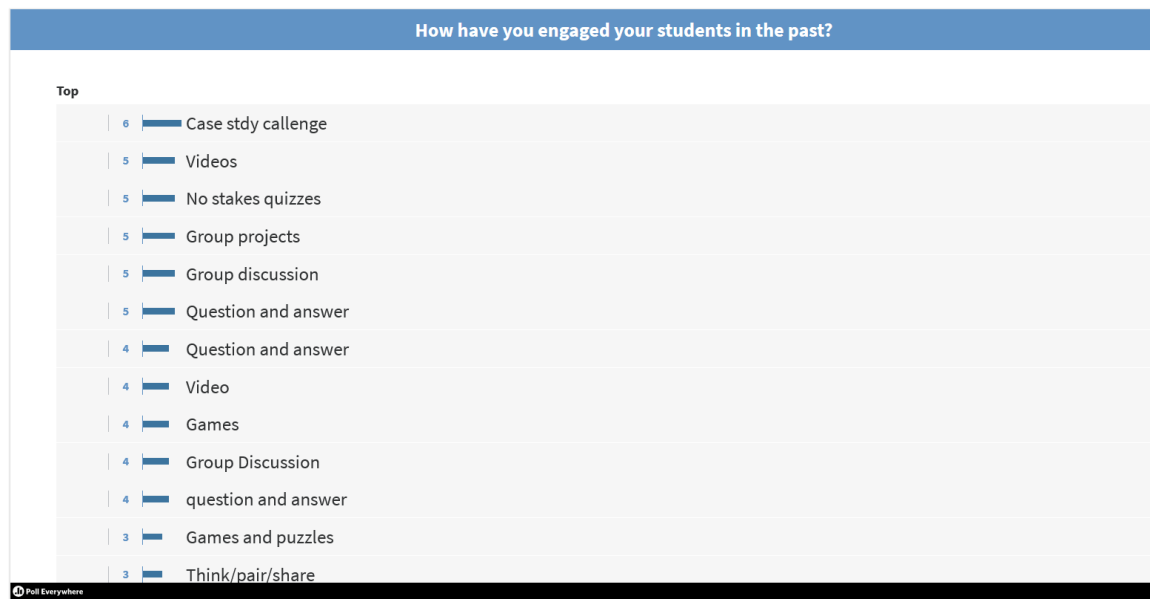 How have you engaged your students in the past?
Top
6 Case stdy callenge
5 Videos
5 No stakes quizzes
5 Group projects
5 Group discussion
5 Question and answer
4 Question and answer
4 Video
4 Games
4 Group Discussion
4 question and answer
3 Games and puzzles
3 Think/pair/share
Poll Everywhere